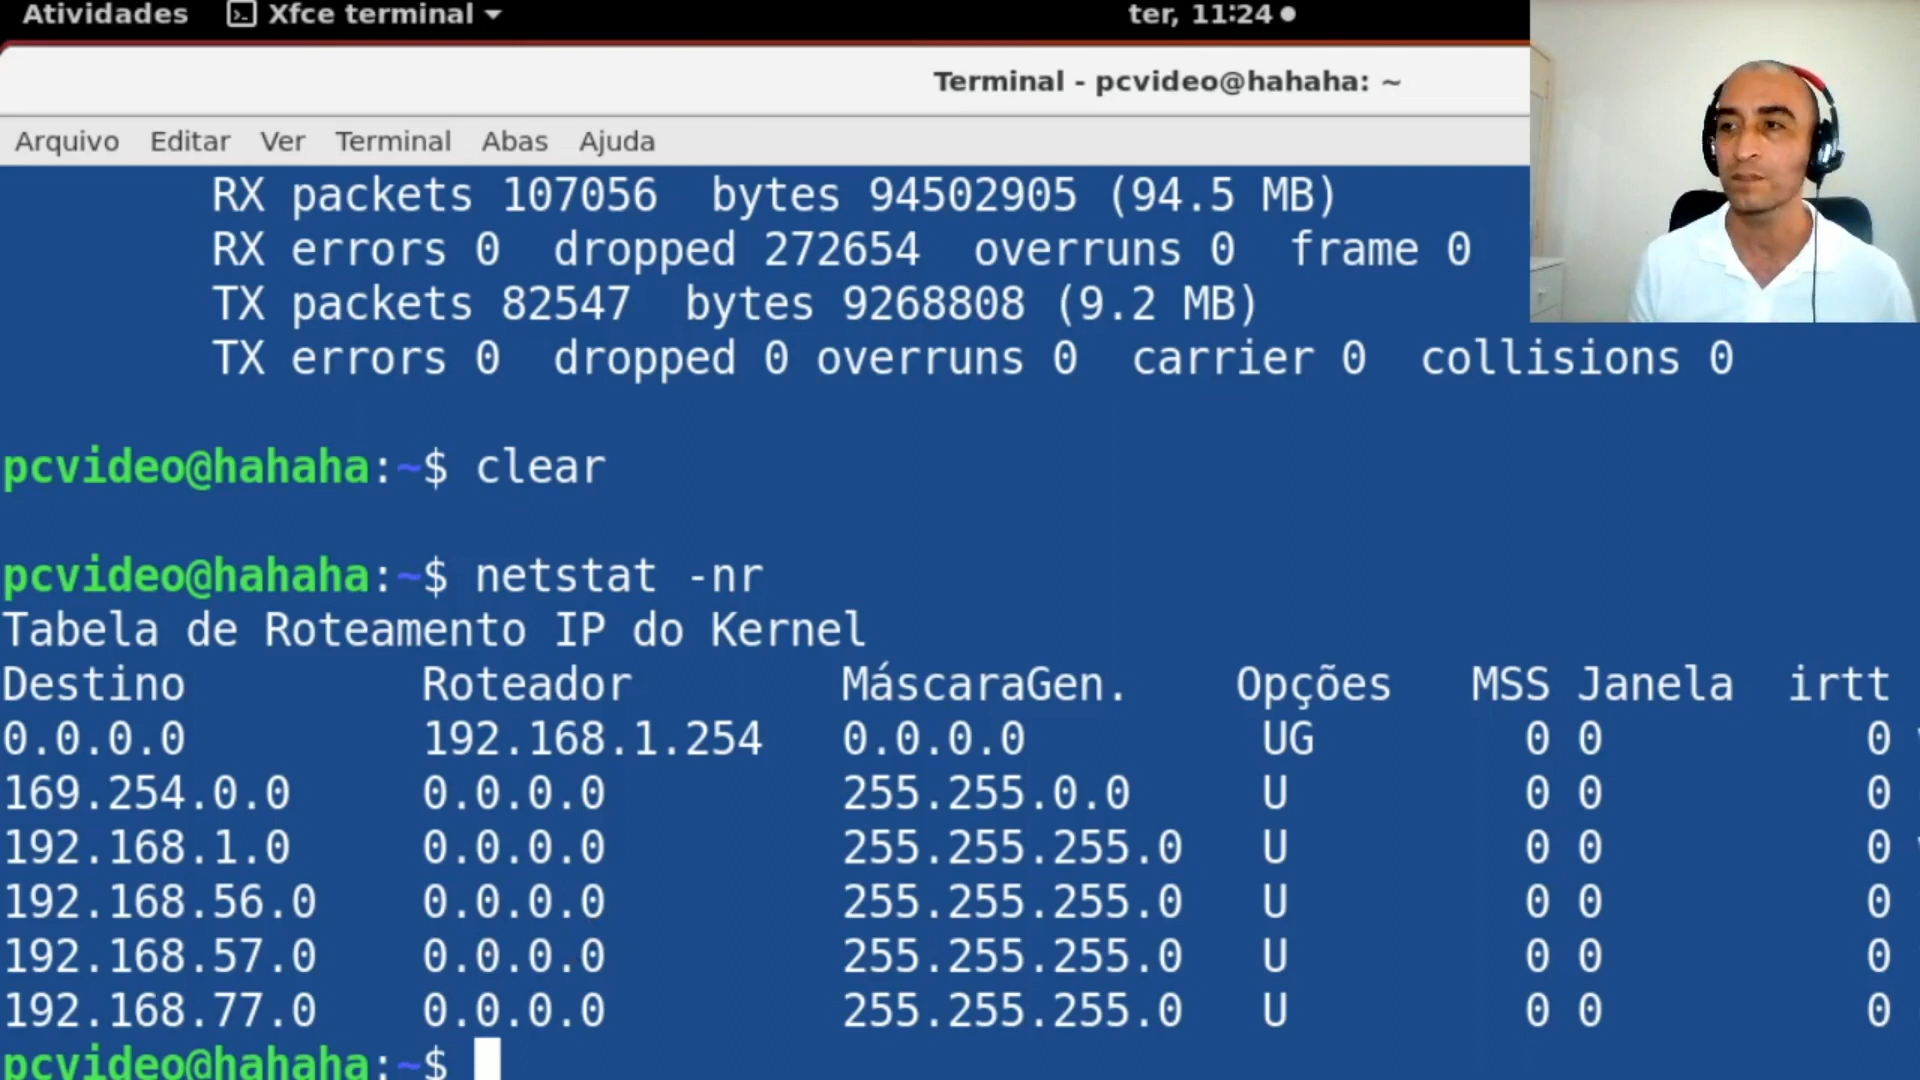 Atividades Xfce terminal ter, 11:24
Terminal - pcvideo@hahaha: ~
Arquivo Editar Ver Terminal Abas Ajuda
RX packets 107056 bytes 94502905 (94.5 MB)
RX errors 0 dropped 272654 overruns 0 frame 0
TX packets 82547 bytes 9268808 (9.2 MB)
TX errors 0 dropped 0 overruns 0 carrier 0 collisions 0
pcvideo@hahaha:~$ clear
pcvideo@hahaha:~$ netstat -nr
Tabela de Roteamento IP do Kernel
Destino Roteador MáscaraGen. Opções MSS Janela irtt
0.0.0.0 192.168.1.254 0.0.0.0 UG 0 0 0
169.254.0.0 0.0.0.0 255.255.0.0 U 0 0 0
192.168.1.0 0.0.0.0 255.255.255.0 U 0 0 0
192.168.56.0 0.0.0.0 255.255.255.0 U 0 0 0
192.168.57.0 0.0.0.0 255.255.255.0 U 0 0 0
192.168.77.0 0.0.0.0 255.255.255.0 U 0 0 0
pcvideo@hahaha:~$